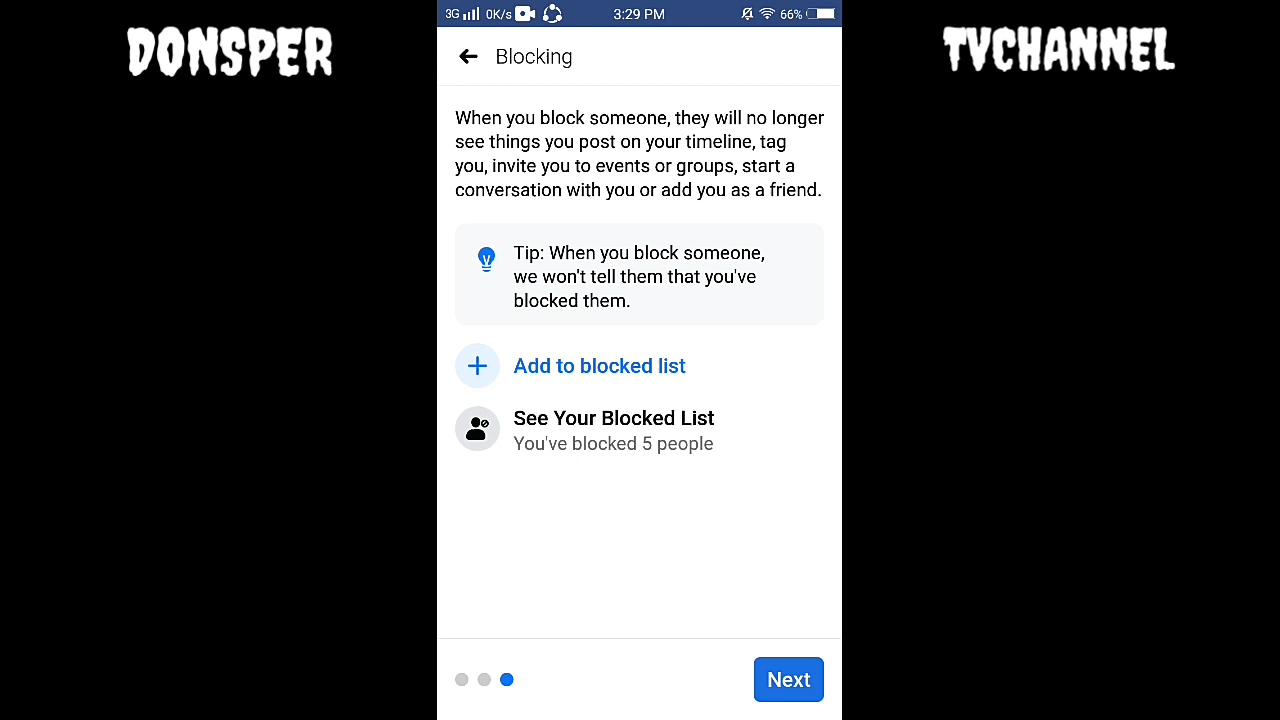 DONSPER
TVCHANNEL
3G 0K/s 3:29 PM 66%
Blocking
When you block someone, they will no longer
see things you post on your timeline, tag
you, invite you to events or groups, start a
conversation with you or add you as a friend.
Tip: When you block someone,
we won't tell them that you've
blocked them.
Add to blocked list
See Your Blocked List
You've blocked 5 people
Next